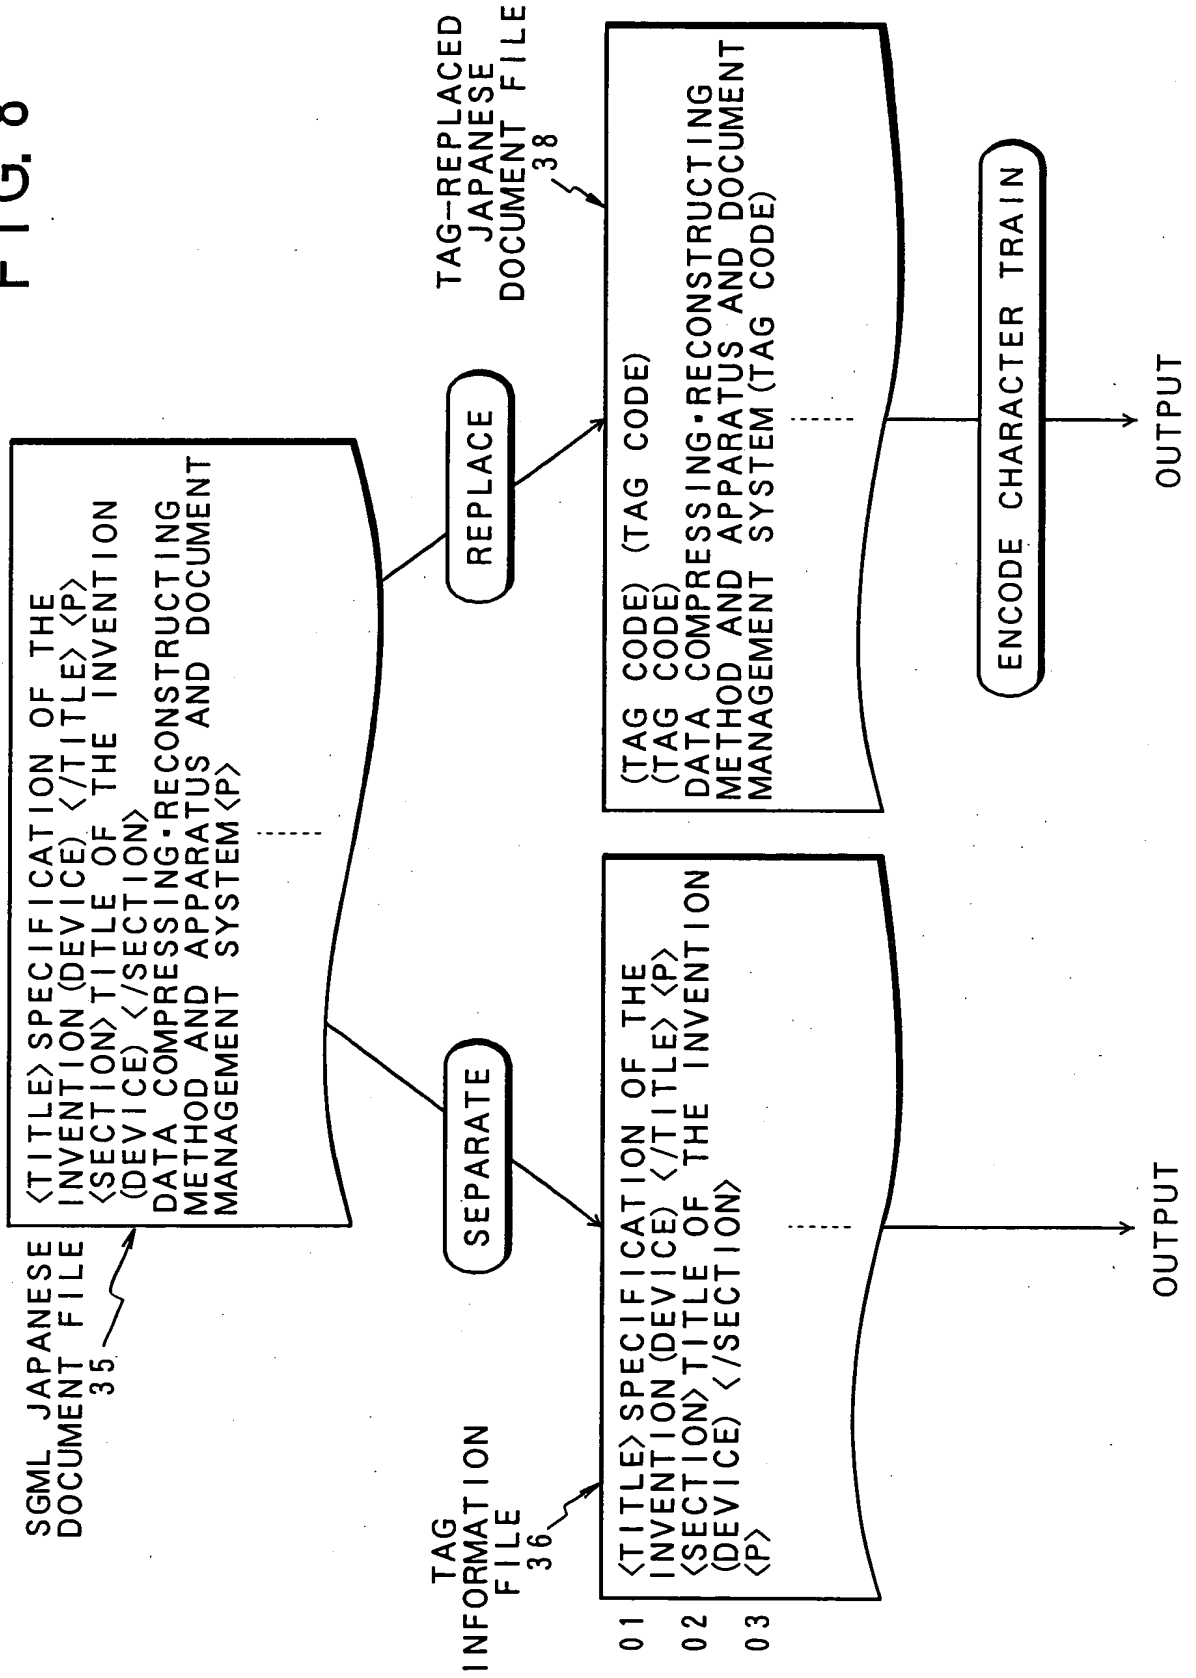 FIG. 8
SGML JAPANESE
DOCUMENT FILE
35
<TITLE>SPECIFICATION OF THE
INVENTION (DEVICE) </TITLE> <P>
<SECTION>TITLE OF THE INVENTION
(DEVICE) </SECTION>
DATA COMPRESSING·RECONSTRUCTING
METHOD AND APPARATUS AND DOCUMENT
MANAGEMENT SYSTEM<P>
SEPARATE
REPLACE
TAG
INFORMATION
FILE
36
01 <TITLE>SPECIFICATION OF THE
INVENTION (DEVICE) </TITLE> <P>
02 <SECTION>TITLE OF THE INVENTION
(DEVICE) </SECTION>
03 <P>
OUTPUT
TAG-REPLACED
JAPANESE
DOCUMENT FILE
38
(TAG CODE) (TAG CODE)
(TAG CODE)
DATA COMPRESSING·RECONSTRUCTING
METHOD AND APPARATUS AND DOCUMENT
MANAGEMENT SYSTEM (TAG CODE)
ENCODE CHARACTER TRAIN
OUTPUT